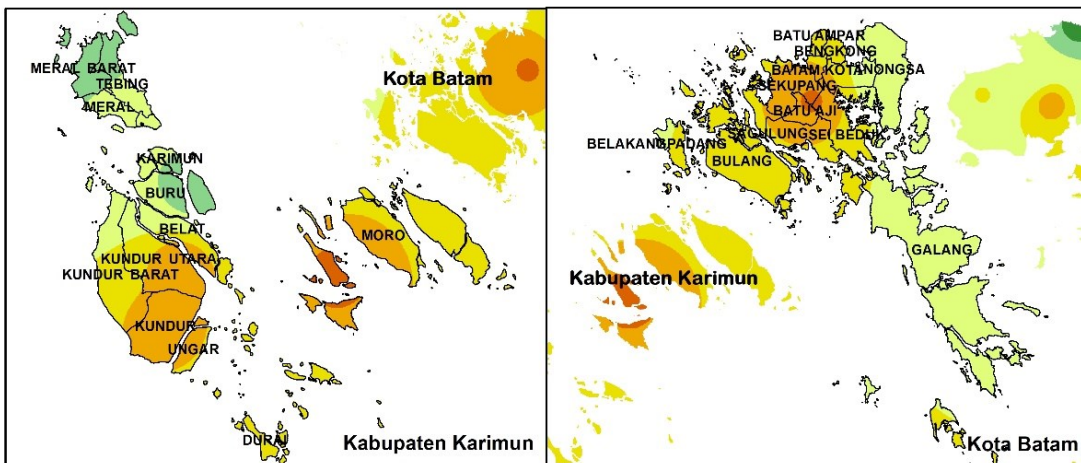 MERAL BARAT
TEBING
MERAL
KARIMUN
BURU
BELAT
KUNDUR UTARA
KUNDUR BARAT
KUNDUR
UNGAR
MORO
DURAI
Kota Batam
Kabupaten Karimun
BATU AMPAR
BENGKONG
BATAM KOTA
NONGSA
SEKUPANG
BATU AJI
SAGULUNG
SEI BEDUK
BELAKANGPADANG
BULANG
GALANG
Kabupaten Karimun
Kota Batam